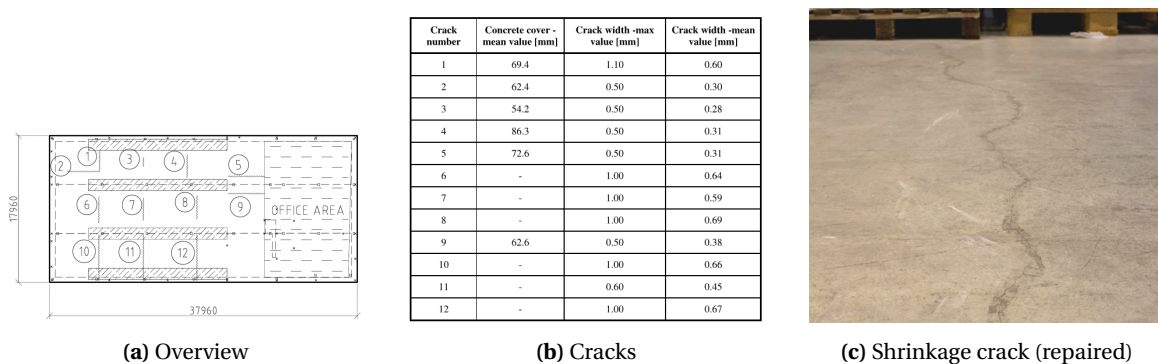 1
2
3
4
5
6
7
8
9
10
11
12
OFFICE AREA
17960
37960
Crack number Concrete cover - mean value [mm] Crack width -max value [mm] Crack width -mean value [mm]
1 69.4 1.10 0.60
2 62.4 0.50 0.30
3 54.2 0.50 0.28
4 86.3 0.50 0.31
5 72.6 0.50 0.31
6 - 1.00 0.64
7 - 1.00 0.59
8 - 1.00 0.69
9 62.6 0.50 0.38
10 - 1.00 0.66
11 - 0.60 0.45
12 - 1.00 0.67
(a) Overview
(b) Cracks
(c) Shrinkage crack (repaired)